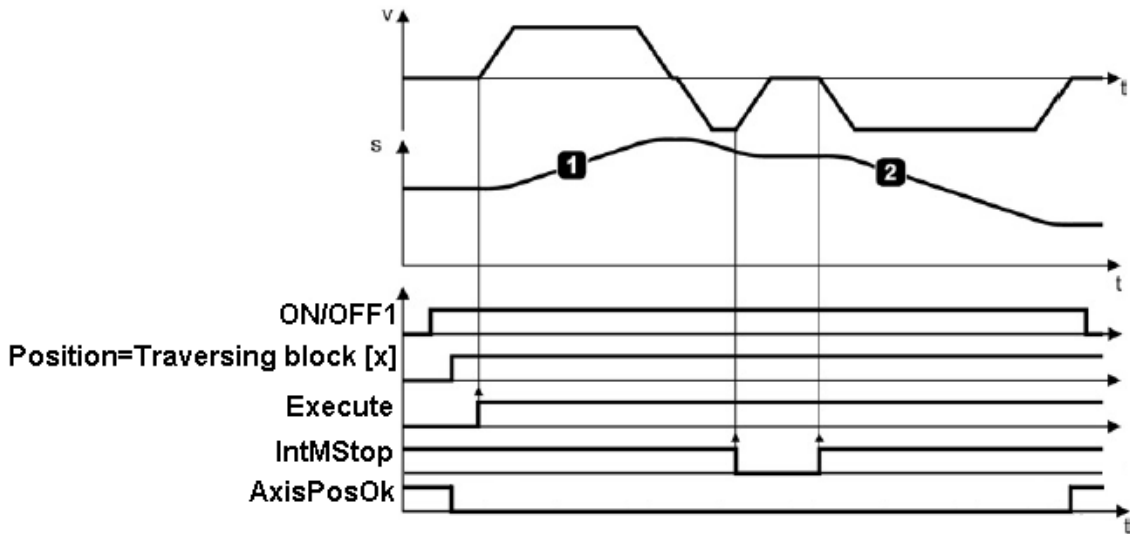 v
t
s
1
2
t
ON/OFF1
Position=Traversing block [x]
Execute
IntMStop
AxisPosOk
t